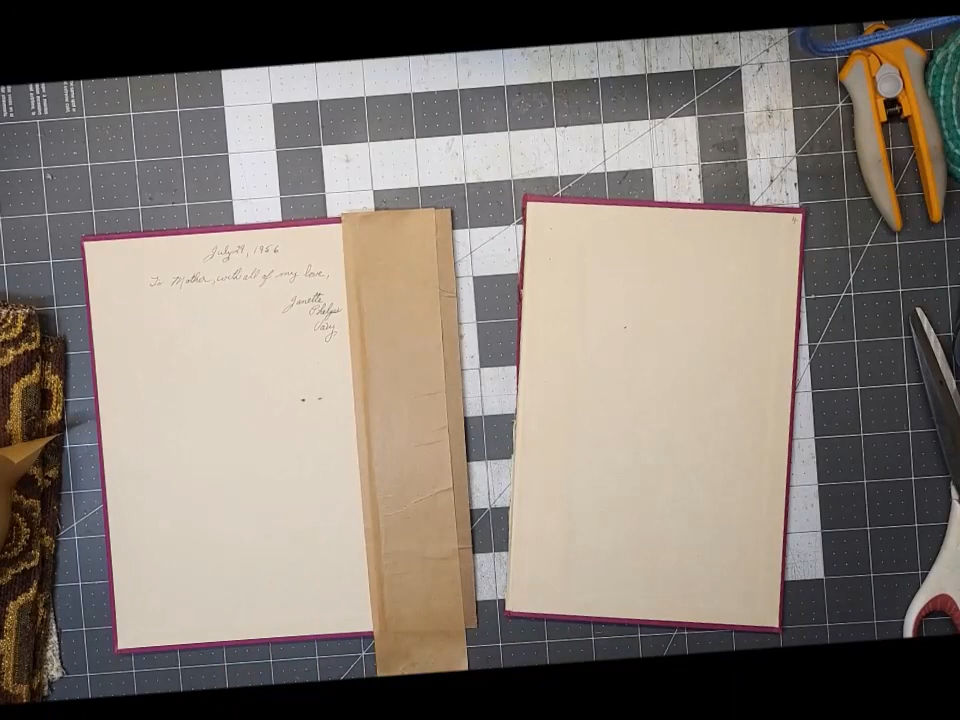 July 29, 1956
To Mother, with all of my love,
Janette
Phelps
Vary